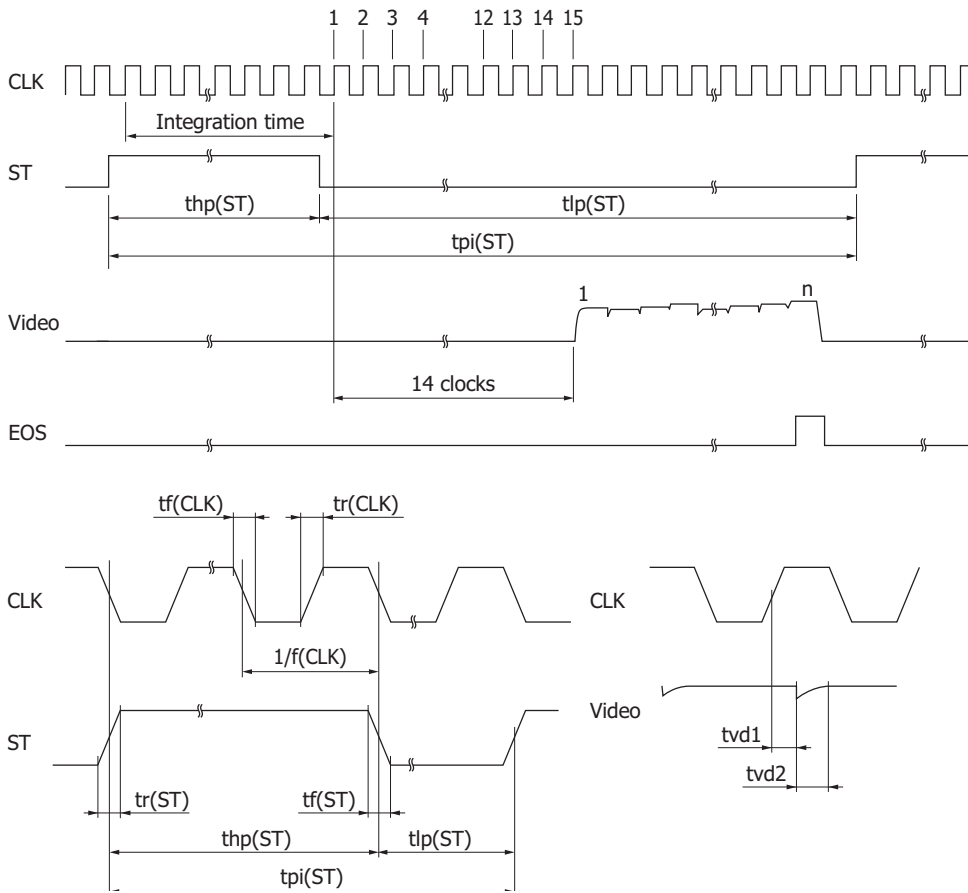 1 2 3 4 12 13 14 15
CLK
Integration time
ST
thp(ST) tlp(ST)
tpi(ST)
1 n
Video
14 clocks
EOS
tf(CLK) tr(CLK)
CLK CLK
1/f(CLK)
Video
ST
tvd1
tvd2
tr(ST) tf(ST)
thp(ST) tlp(ST)
tpi(ST)